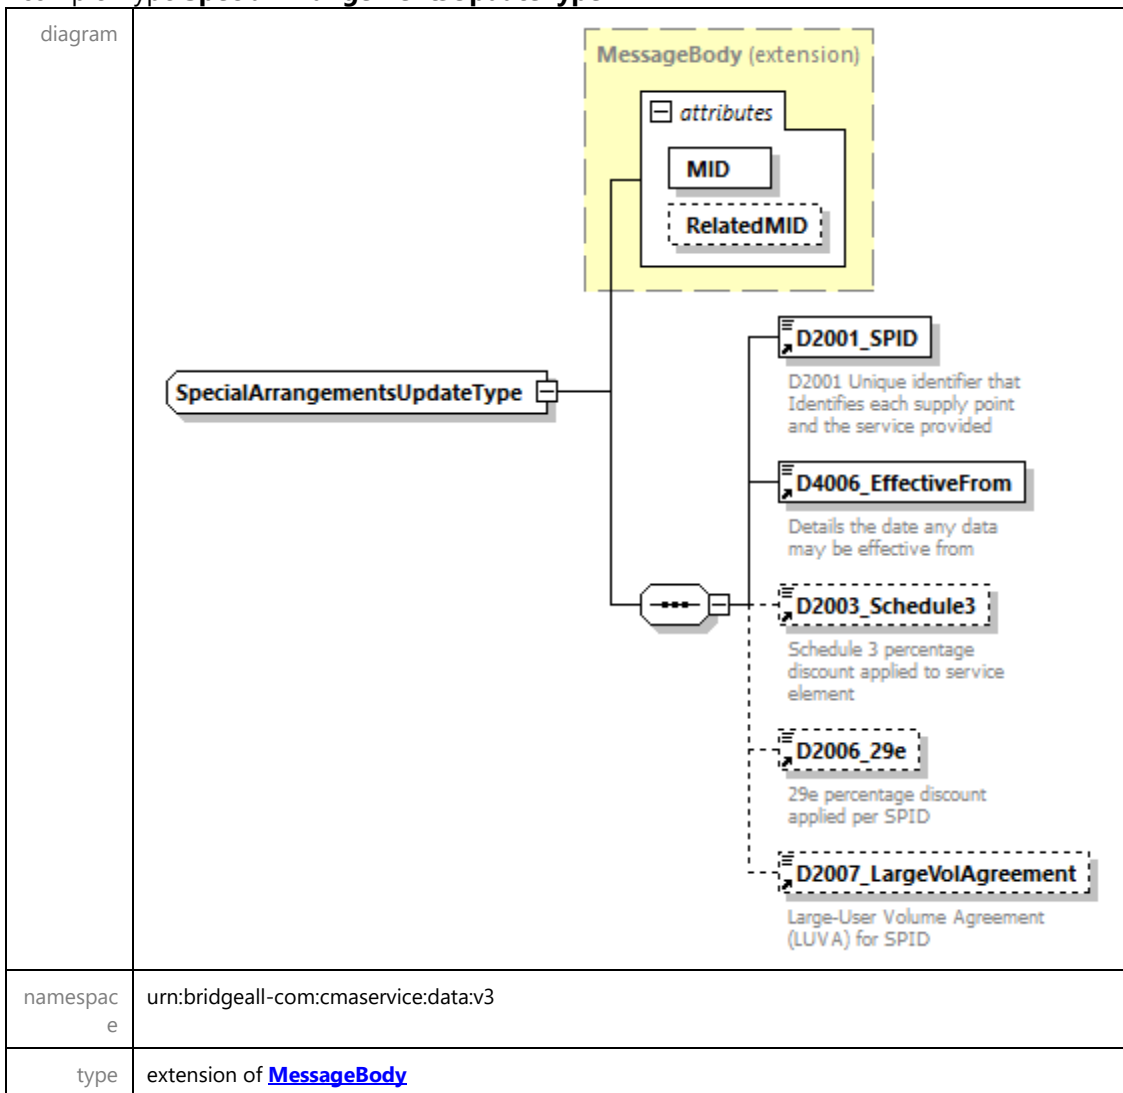 diagram
MessageBody (extension)
attributes
MID
RelatedMID
SpecialArrangementsUpdateType
D2001_SPID
D2001 Unique identifier that
Identifies each supply point
and the service provided
D4006_EffectiveFrom
Details the date any data
may be effective from
D2003_Schedule3
Schedule 3 percentage
discount applied to service
element
D2006_29e
29e percentage discount
applied per SPID
D2007_LargeVolAgreement
Large-User Volume Agreement
(LUVA) for SPID
namespac
e
urn:bridgeall-com:cmaservice:data:v3
type
extension of MessageBody